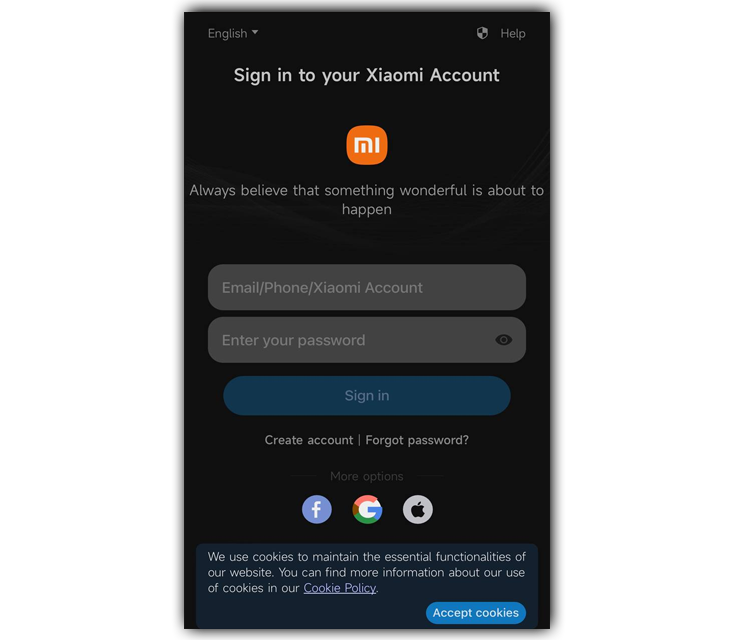 English
Help
Sign in to your Xiaomi Account
mi
Always believe that something wonderful is about to
happen
Email/Phone/Xiaomi Account
Enter your password
Sign in
Create account | Forgot password?
More options
We use cookies to maintain the essential functionalities of
our website. You can find more information about our use
of cookies in our Cookie Policy.
Accept cookies